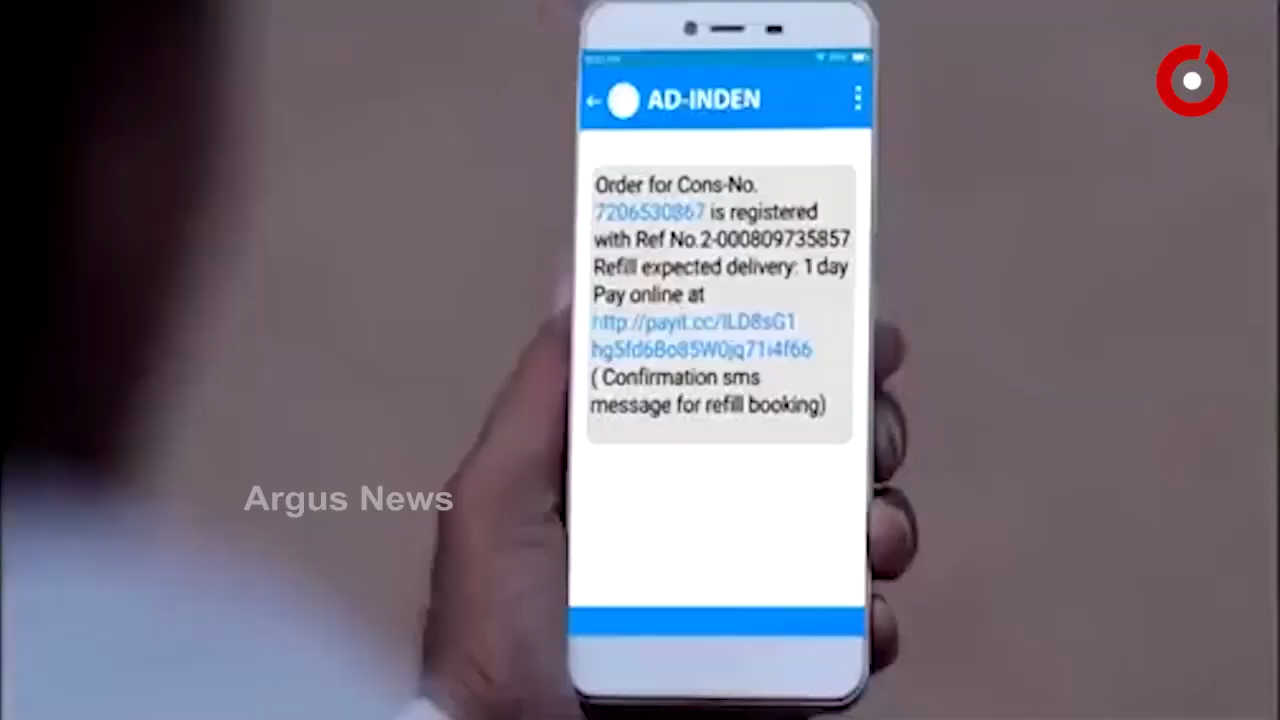 AD-INDEN
Order for Cons-No.
7206530867 is registered
with Ref No.2-000809735857
Refill expected delivery: 1 day
Pay online at
http://payit.cc/ILD8sG1
hg5fd6Bo85W0jq71i4f66
( Confirmation sms
message for refill booking)
Argus News